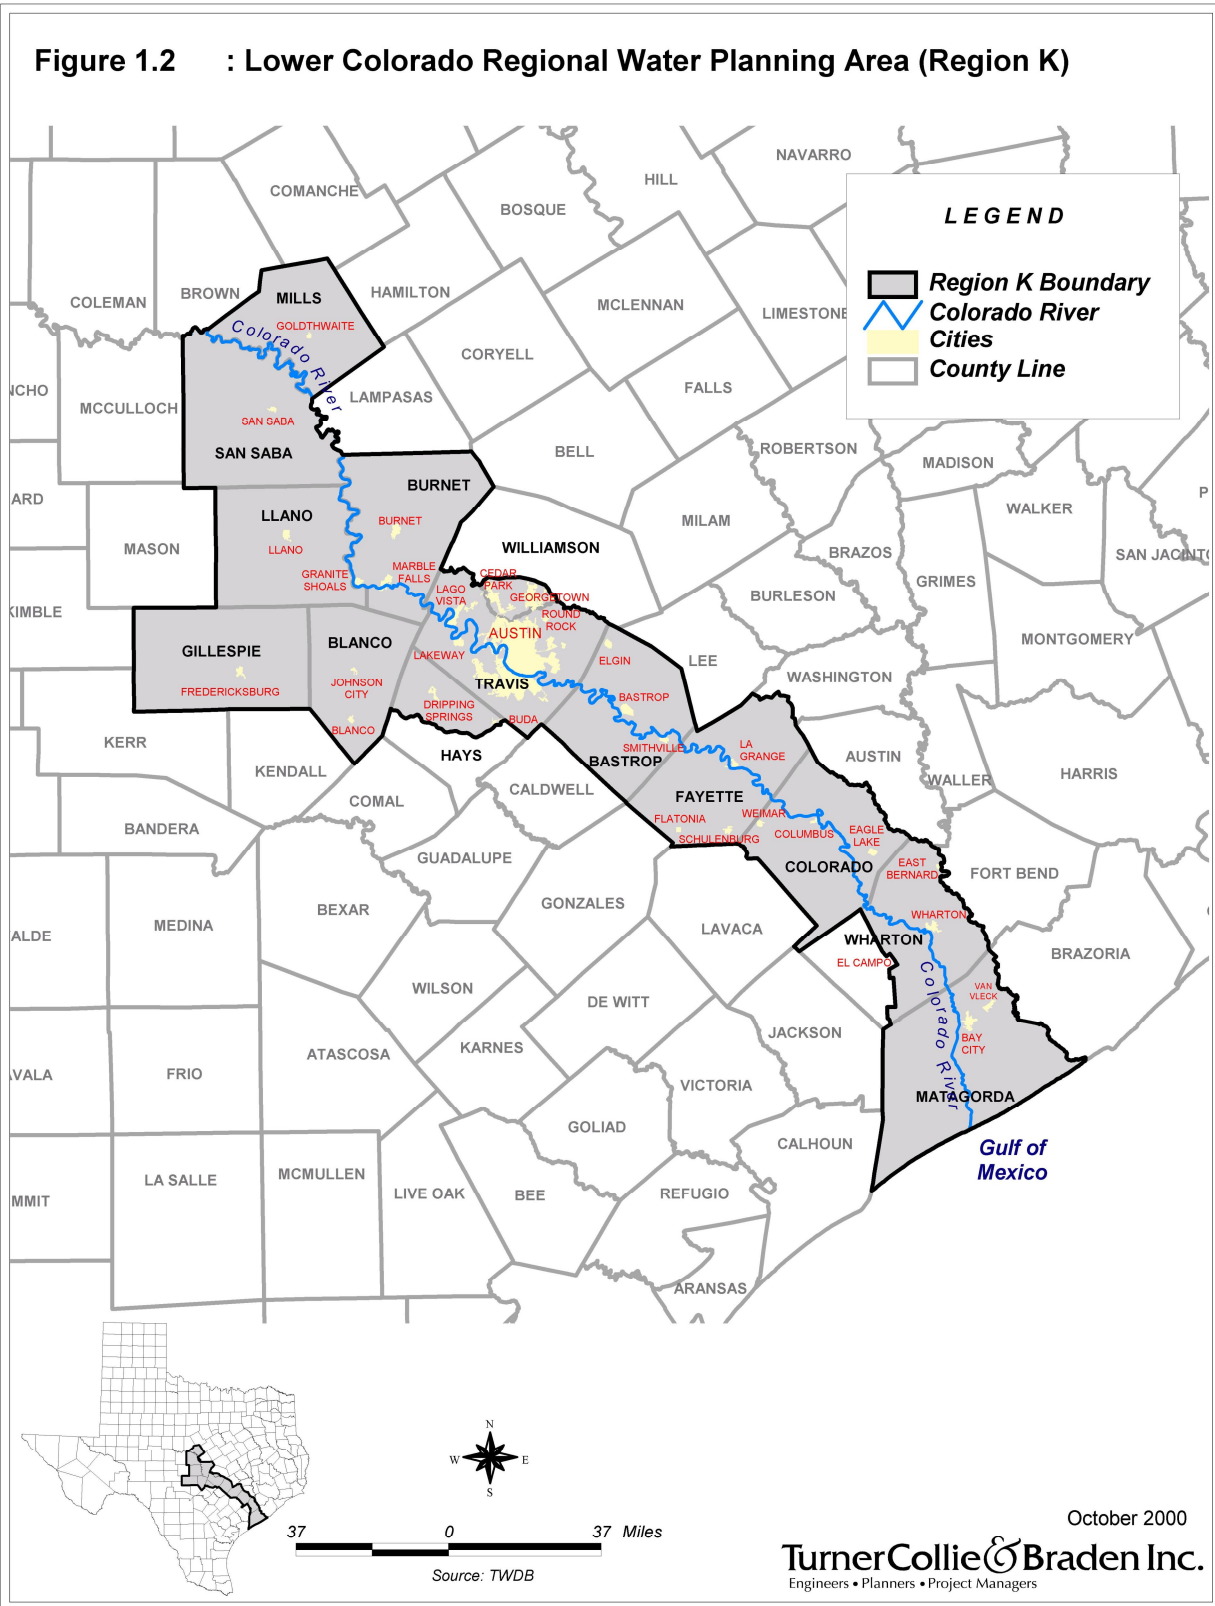 Figure 1.2 : Lower Colorado Regional Water Planning Area (Region K)
NAVARRO
HILL
COMANCHE
BOSQUE
LEGEND
Region K Boundary
Colorado River
Cities
County Line
COLEMAN
BROWN
MILLS
HAMILTON
MCLENNAN
LIMESTONE
GOLDTHWAITE
Colorado River
CORYELL
NCHO
MCCULLOCH
LAMPASAS
FALLS
SAN SABA
SAN SABA
BELL
ROBERTSON
MADISON
BURNET
ARD
P
LLANO
BURNET
MILAM
WALKER
MASON
LLANO
WILLIAMSON
BRAZOS
SAN JACINTO
GRANITE
SHOALS
MARBLE
FALLS
CEDAR
PARK
GRIMES
LAGO
VISTA
GEORGETOWN
BURLESON
KIMBLE
ROUND
ROCK
AUSTIN
MONTGOMERY
GILLESPIE
BLANCO
LAKEWAY
ELGIN
LEE
WASHINGTON
FREDERICKSBURG
JOHNSON
CITY
TRAVIS
DRIPPING
SPRINGS
BASTROP
BLANCO
BUDA
KERR
HAYS
SMITHVILLE
LA
GRANGE
AUSTIN
KENDALL
BASTROP
WALLER
HARRIS
COMAL
CALDWELL
FAYETTE
BANDERA
FLATONIA
WEIMAR
SCHULENBURG
COLUMBUS
EAGLE
LAKE
GUADALUPE
COLORADO
EAST
BERNARD
FORT BEND
BEXAR
GONZALES
MEDINA
LAVACA
WHARTON
ALDE
WHARTON
BRAZORIA
EL CAMPO
WILSON
DE WITT
Colorado River
VAN
VLECK
JACKSON
BAY
CITY
ATASCOSA
KARNES
AVALA
FRIO
VICTORIA
MATAGORDA
GOLIAD
CALHOUN
Gulf of
Mexico
LA SALLE
MCMULLEN
LIVE OAK
BEE
REFUGIO
MMIT
ARANSAS
N
W E
S
37 0 37 Miles
Source: TWDB
October 2000
TurnerCollie&Braden Inc.
Engineers • Planners • Project Managers